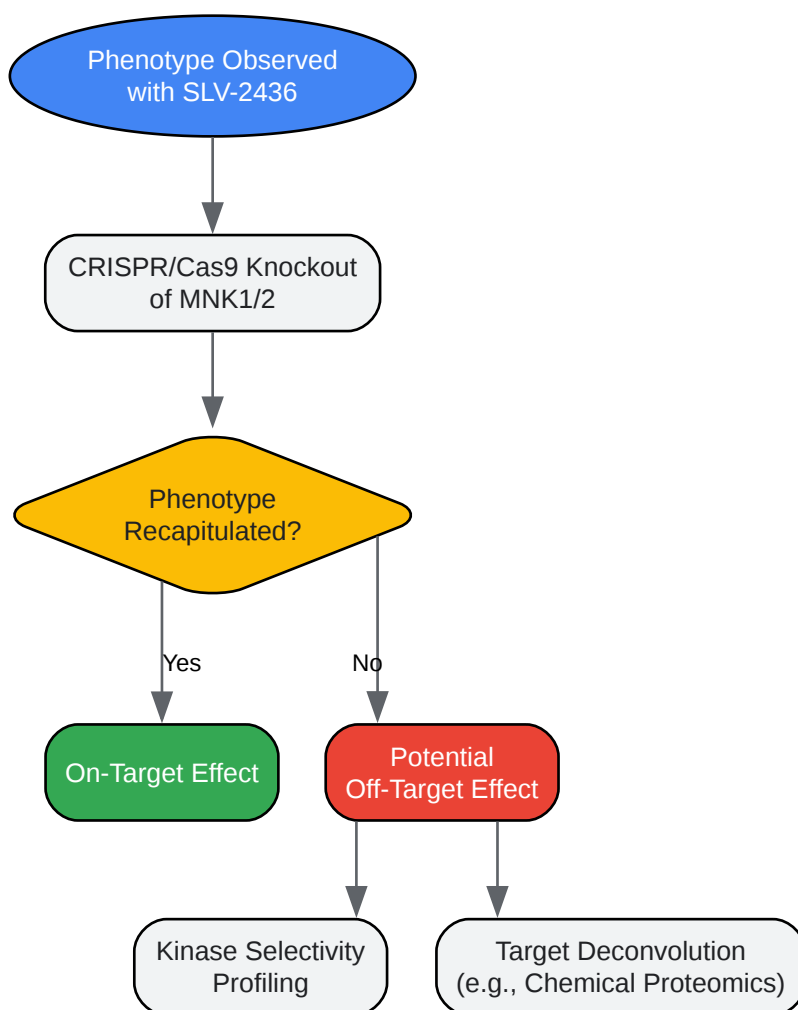 Phenotype Observed
with SLV-2436
CRISPR/Cas9 Knockout
of MNK1/2
Phenotype
Recapitulated?
Yes
No
On-Target Effect
Potential
Off-Target Effect
Kinase Selectivity
Profiling
Target Deconvolution
(e.g., Chemical Proteomics)